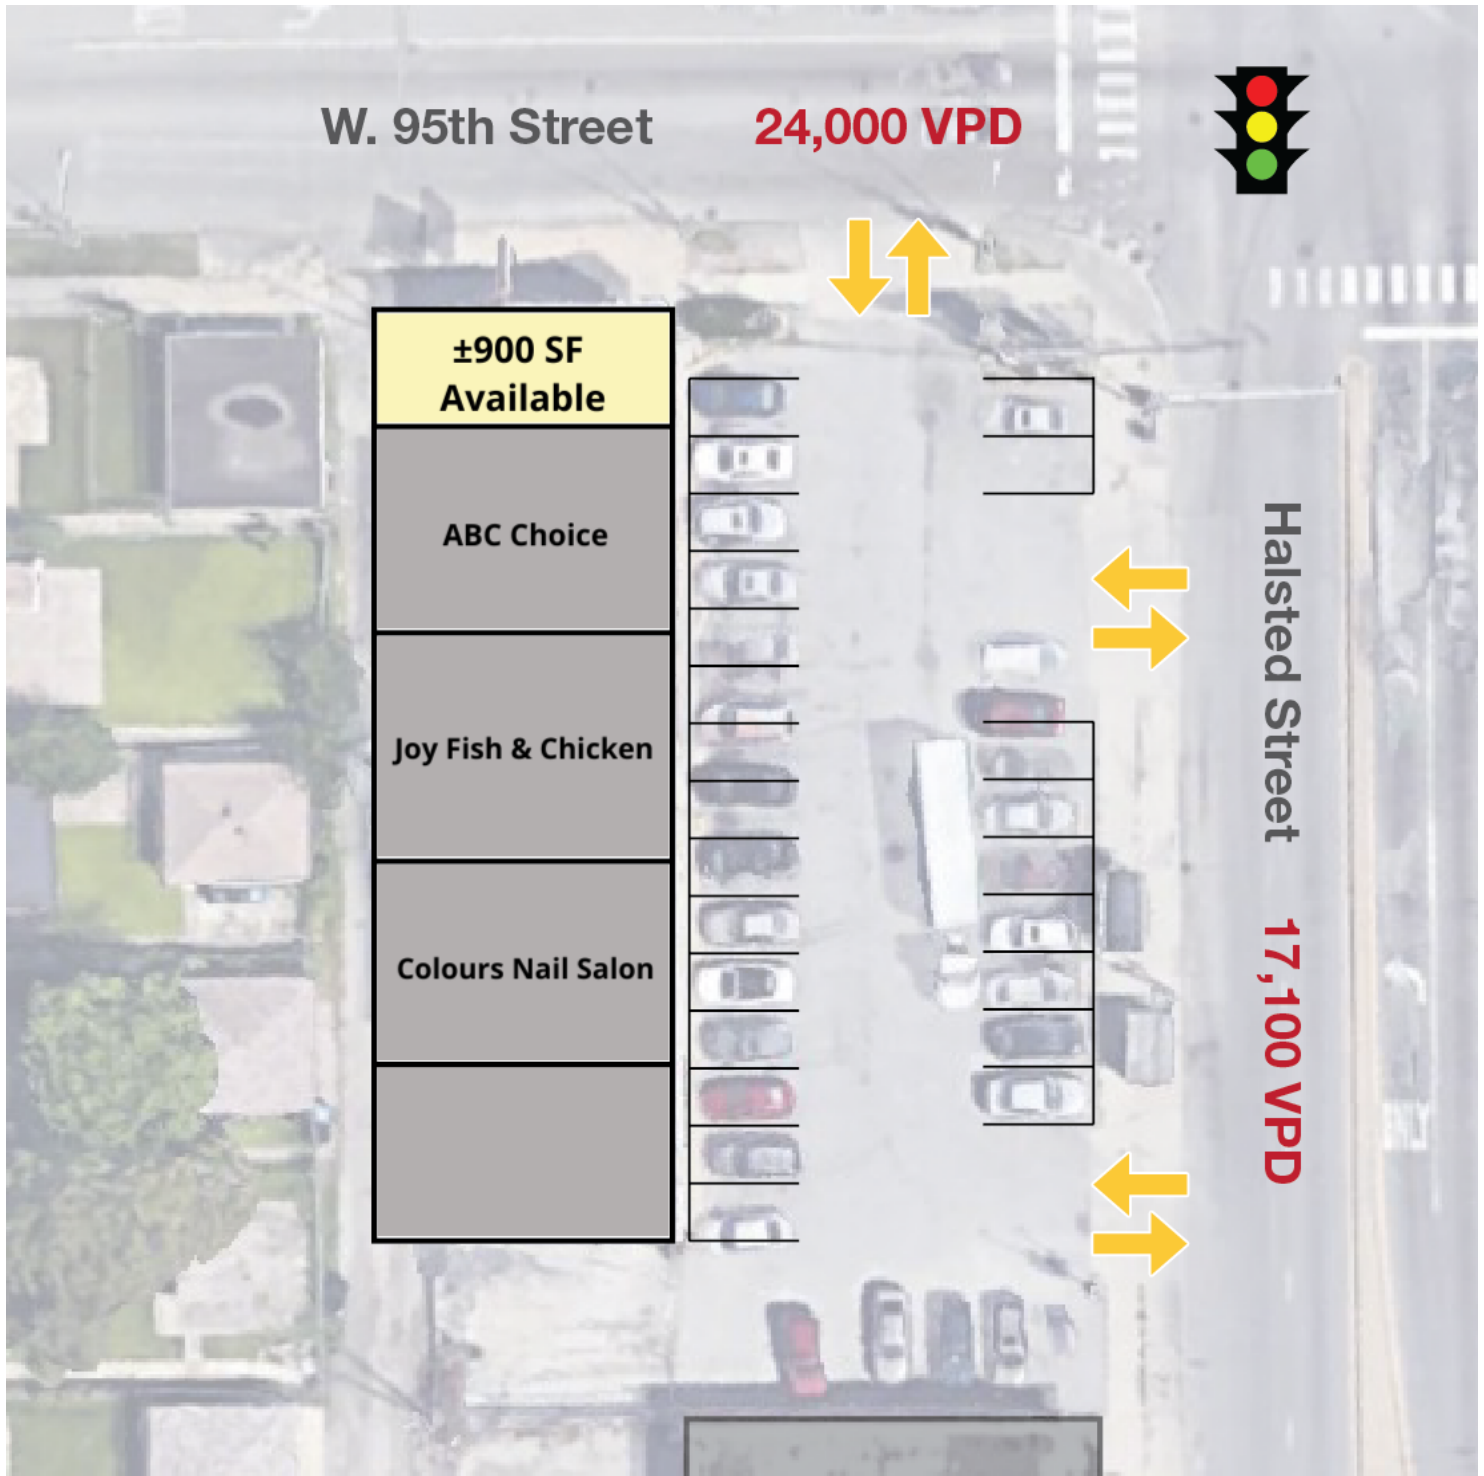 W. 95th Street 24,000 VPD
±900 SF
Available
ABC Choice
Joy Fish & Chicken
Colours Nail Salon
Halsted Street 17,100 VPD